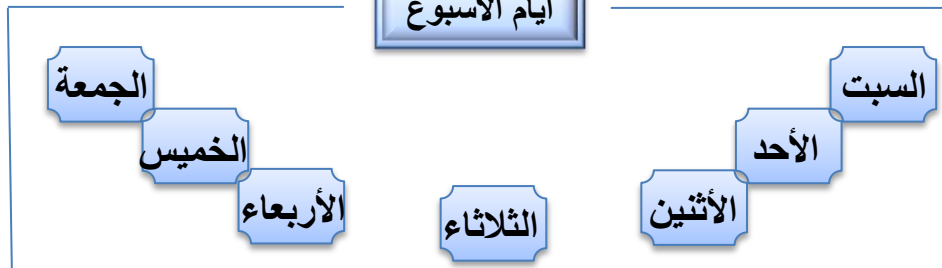 أيام الأسبوع
السبت
الأحد
الأثنين
الثلاثاء
الأربعاء
الخميس
الجمعة